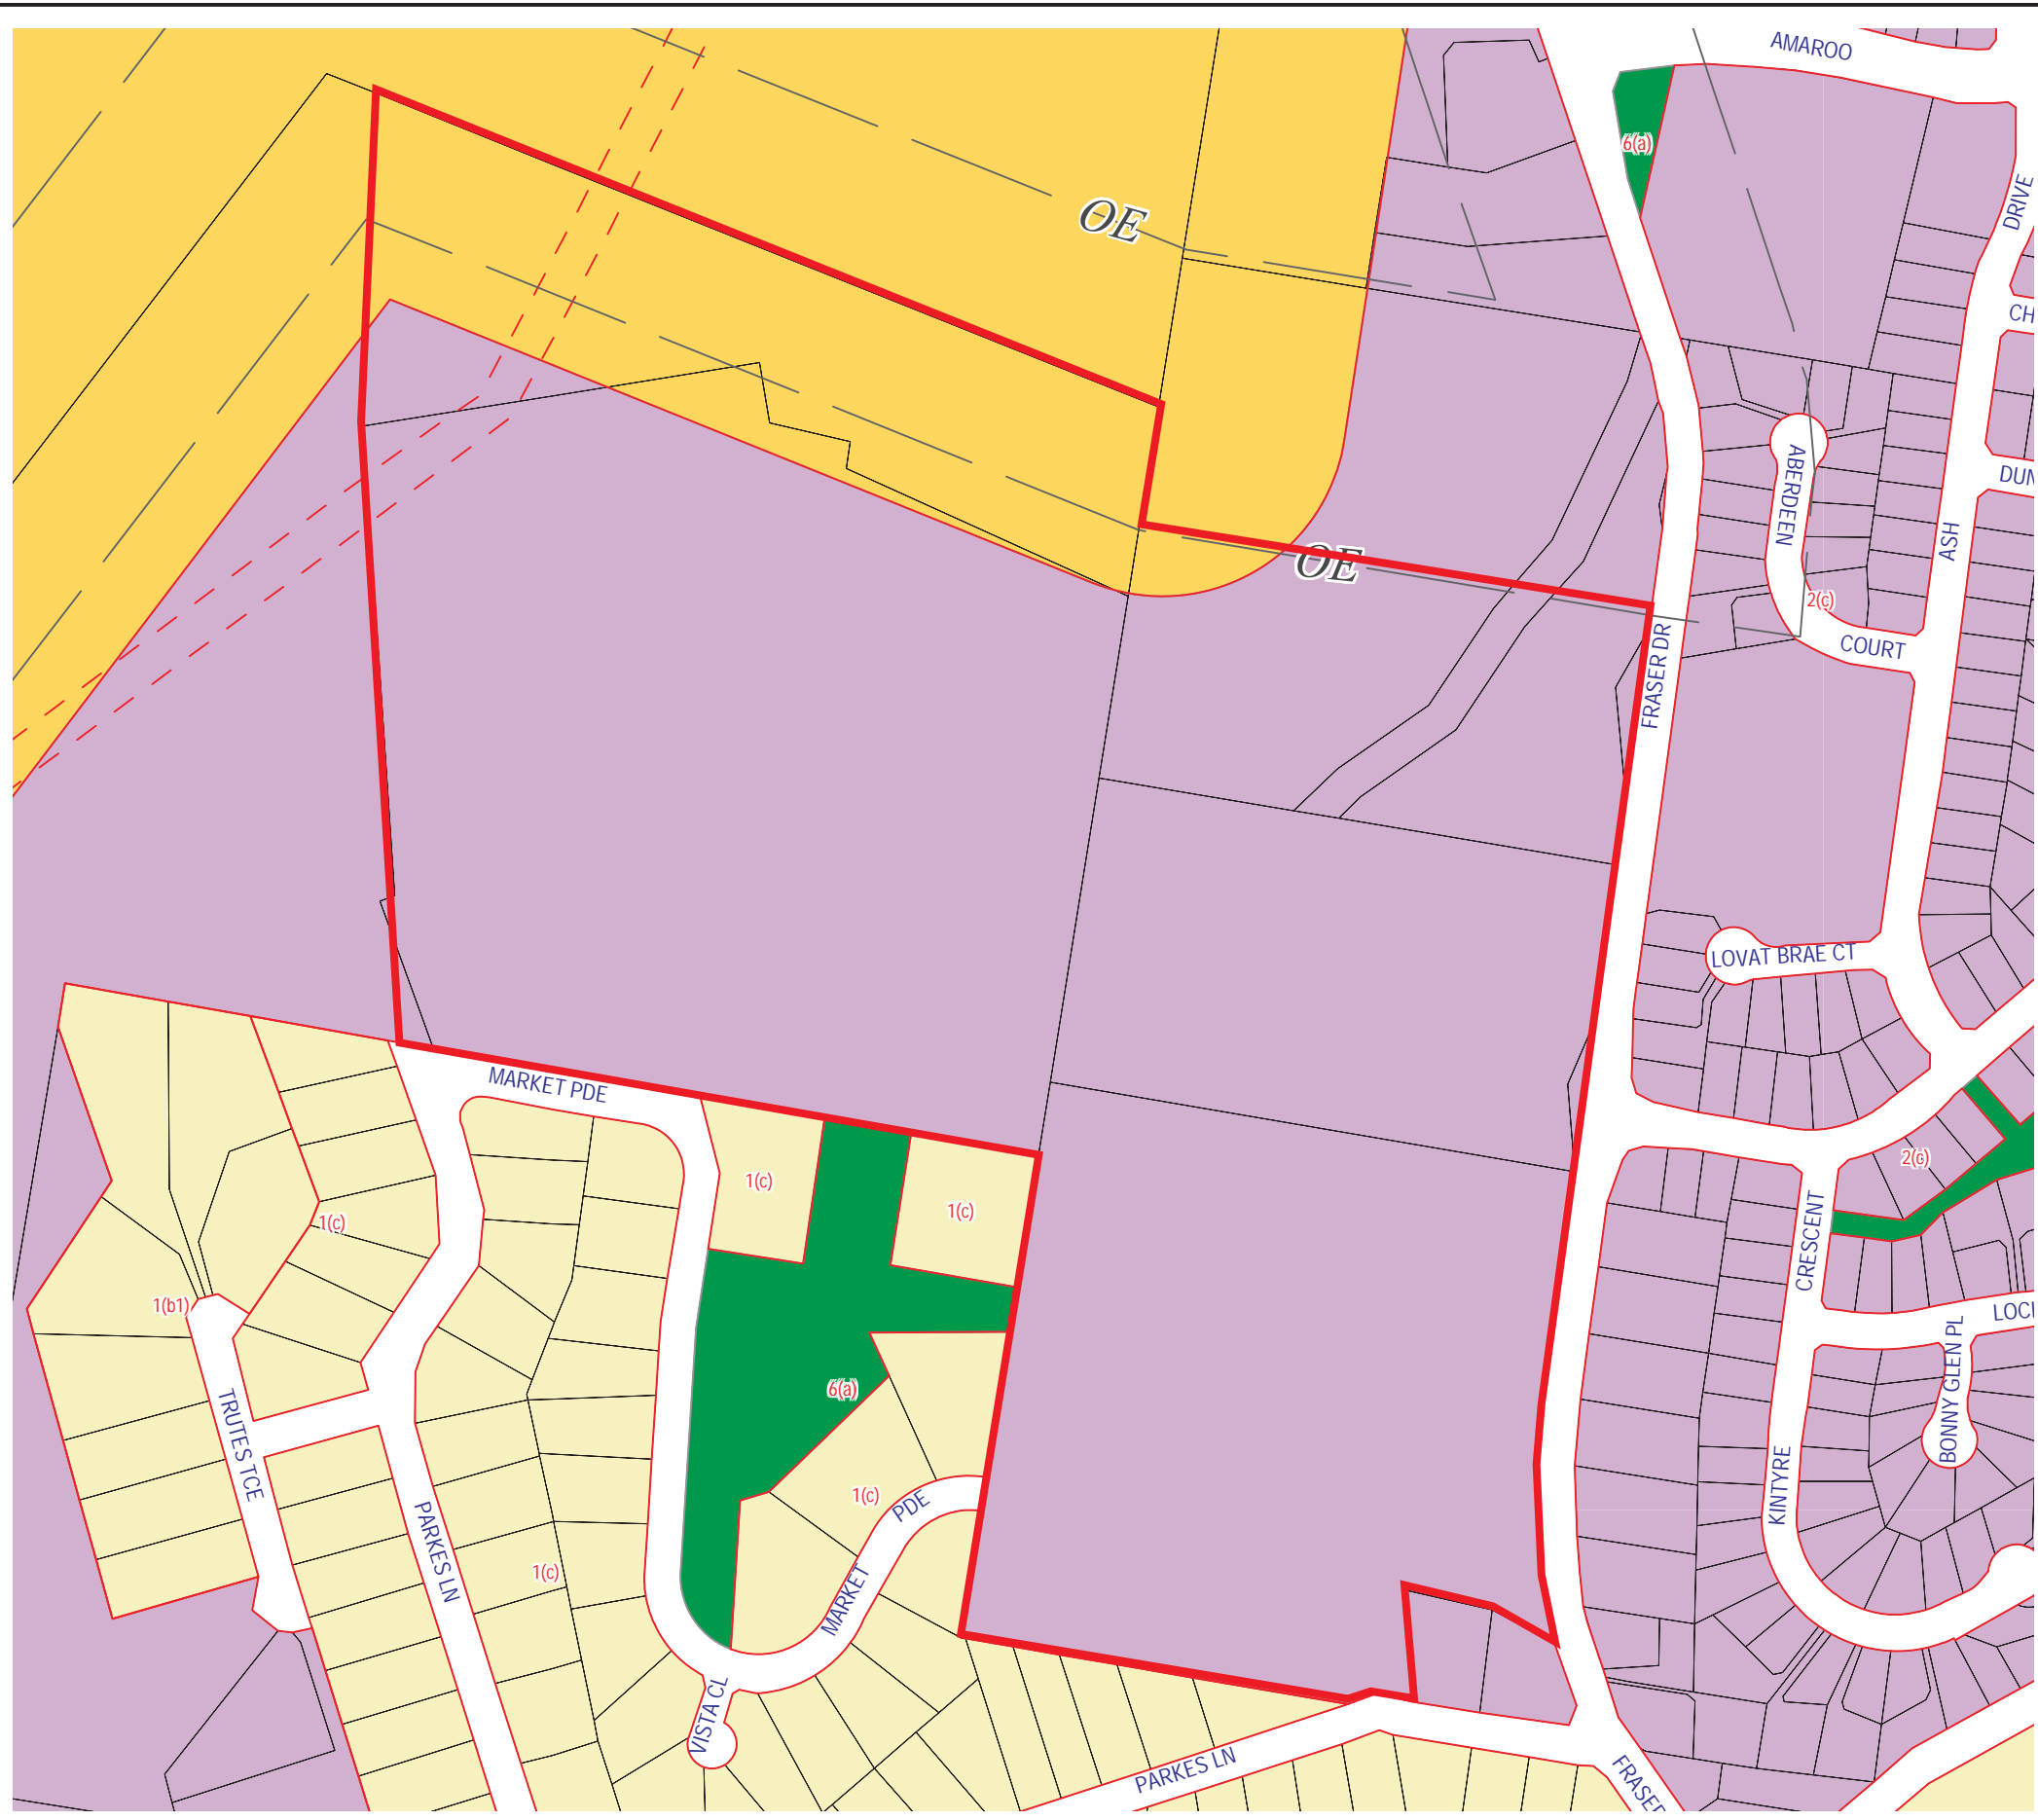 AMAROO
6(a)
DRIVE
OE
CH
DUN
ABERDEEN
ASH
OE
2(c)
COURT
FRASER DR
LOVAT BRAE CT
MARKET PDE
2(c)
1(c)
1(c)
1(c)
CRESCENT
1(b1)
LOCH
BONNY GLEN PL
6(a)
TRUTES TCE
KINTYRE
1(c)
PDE
PARKES LN
1(c)
MARKET
VISTA CL
PARKES LN
FRASER